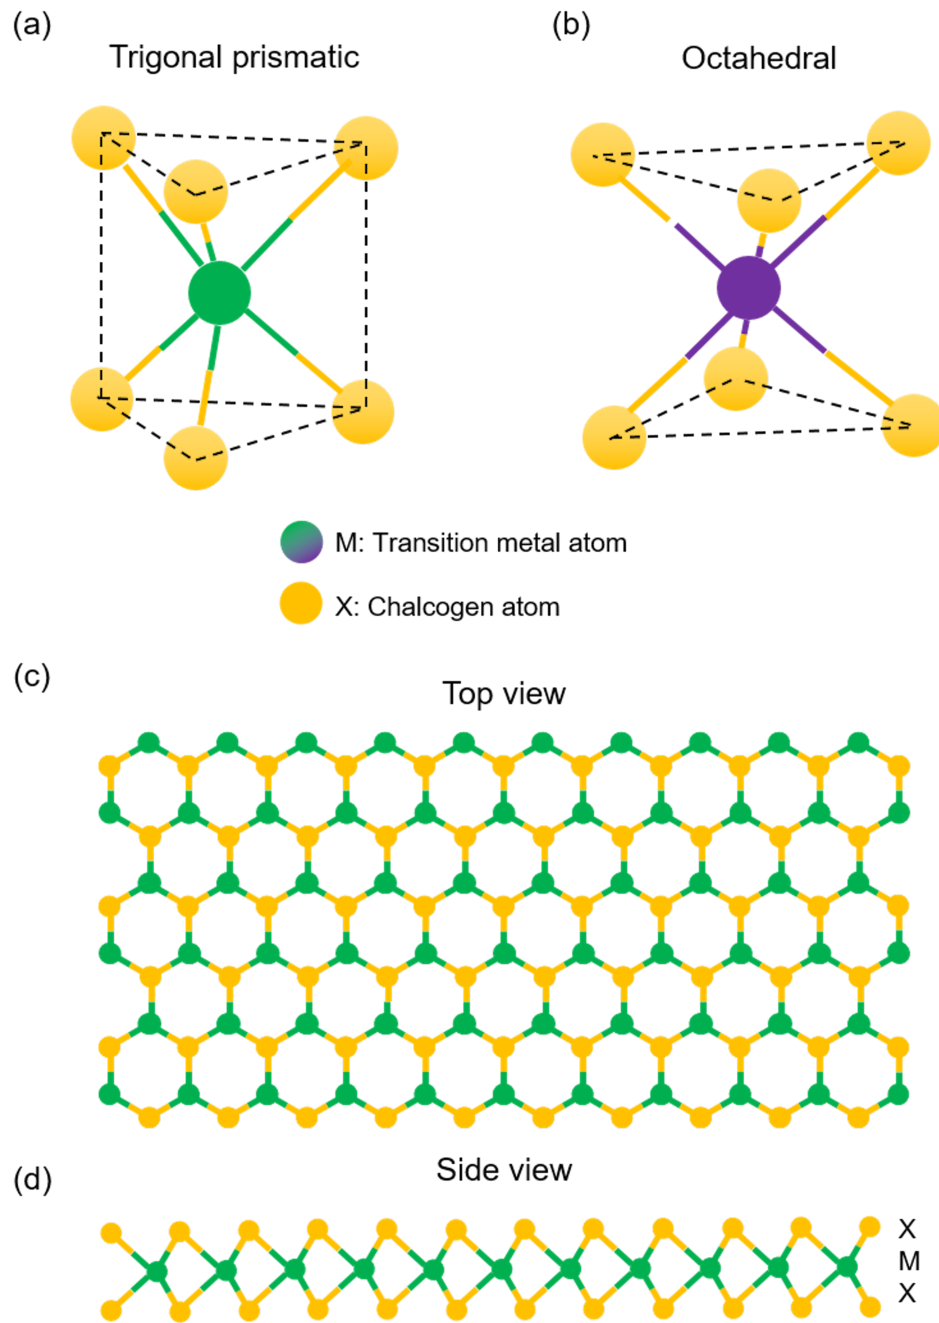 (a)
Trigonal prismatic
(b)
Octahedral
M: Transition metal atom
X: Chalcogen atom
(c)
Top view
(d)
Side view
X
M
X